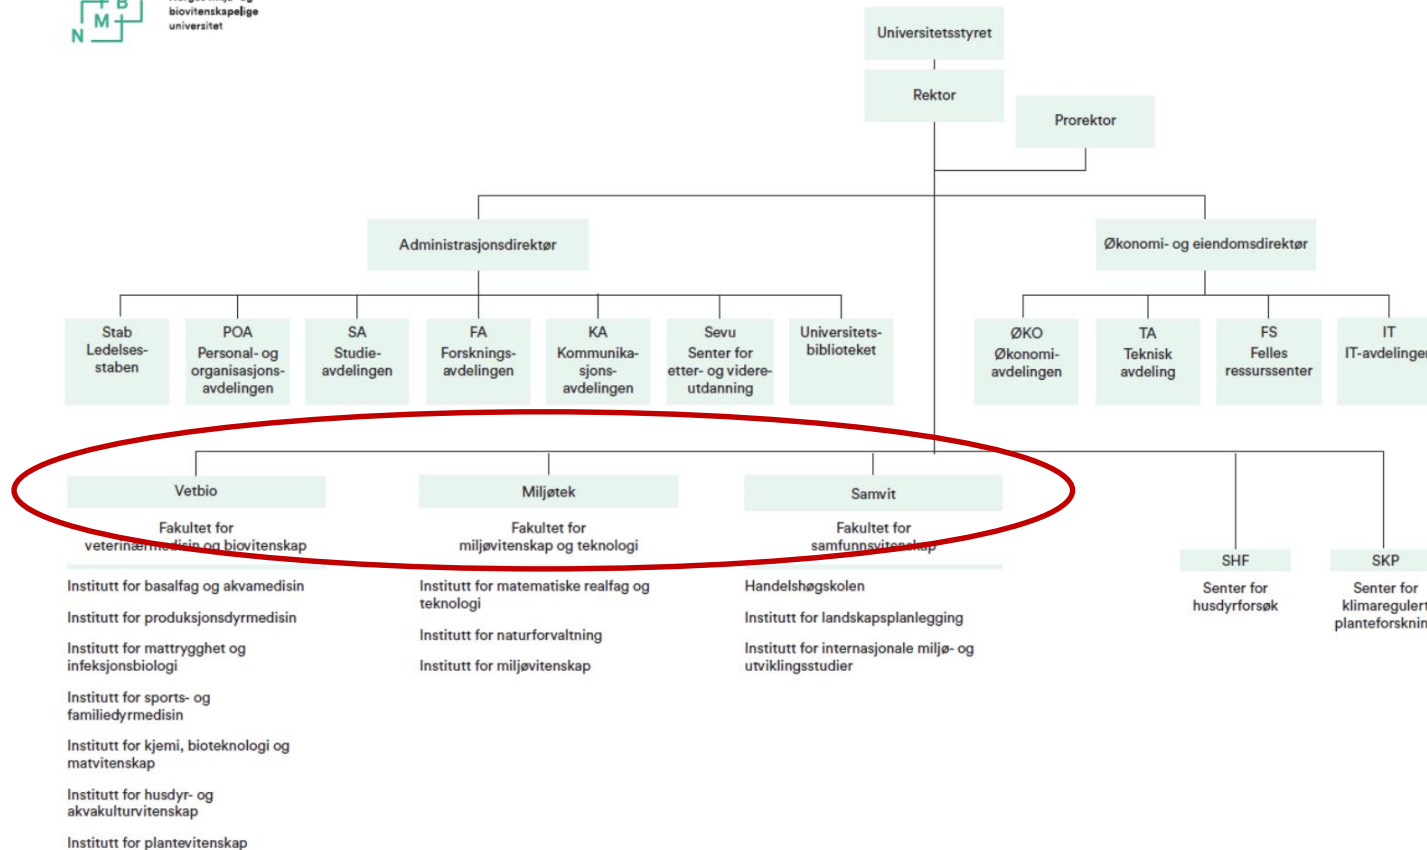 B
M
N
biovitenskapelige
universitet
Universitetsstyret
Rektor
Prorektor
Administrasjonsdirektør
Økonomi- og eiendomsdirektør
Stab
Ledelses-
staben
POA
Personal- og
organisasjons-
avdelingen
SA
Studie-
avdelingen
FA
Forsknings-
avdelingen
KA
Kommunika-
sjons-
avdelingen
Sevu
Senter for
etter- og videre-
utdanning
Universitets-
biblioteket
ØKO
Økonomi-
avdelingen
TA
Teknisk
avdeling
FS
Felles
ressurssenter
IT
IT-avdelingen
Vetbio
Fakultet for
veterinærmedisin og biovitenskap
Institutt for basalfag og akvamedisin
Institutt for produksjonsdyrmedisin
Institutt for mattrygghet og
infeksjonsbiologi
Institutt for sports- og
familiedyrmedisin
Institutt for kjemi, bioteknologi og
matvitenskap
Institutt for husdyr- og
akvakulturvitenskap
Institutt for plantevitenskap
Miljøtek
Fakultet for
miljøvitenskap og teknologi
Institutt for matematiske realfag og
teknologi
Institutt for naturforvaltning
Institutt for miljøvitenskap
Samvit
Fakultet for
samfunnsvitenskap
Handelshøgskolen
Institutt for landskapsplanlegging
Institutt for internasjonale miljø- og
utviklingsstudier
SHF
Senter for
husdyrforsøk
SKP
Senter for
klimaregulert
planteforsknin